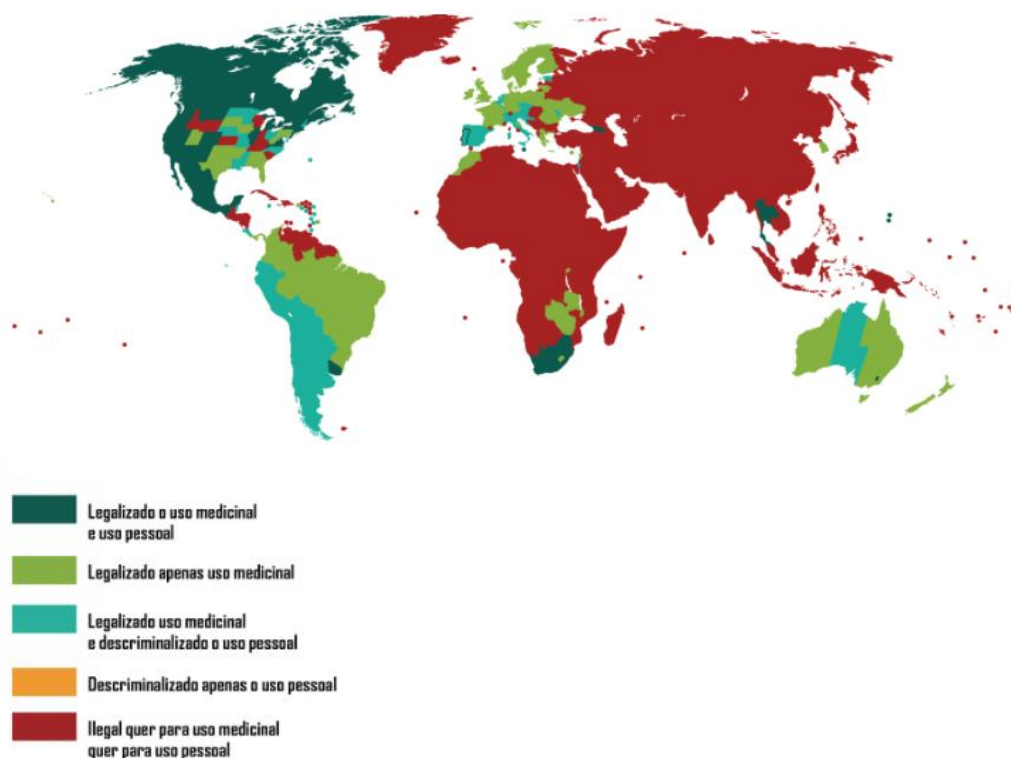 Legalizado o uso medicinal
e uso pessoal
Legalizado apenas uso medicinal
Legalizado uso medicinal
e descriminalizado o uso pessoal
Descriminalizado apenas o uso pessoal
Ilegal quer para uso medicinal
quer para uso pessoal